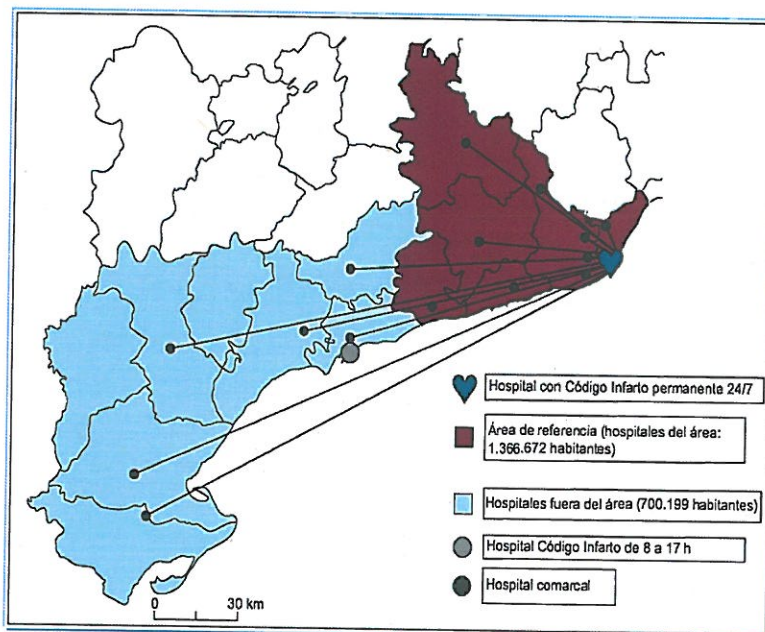 Hospital con Código Infarto permanente 24/7
Área de referencia (hospitales del área:
1.366.672 habitantes)
Hospitales fuera del área (700.199 habitantes)
Hospital Código Infarto de 8 a 17 h
Hospital comarcal
0 30 km